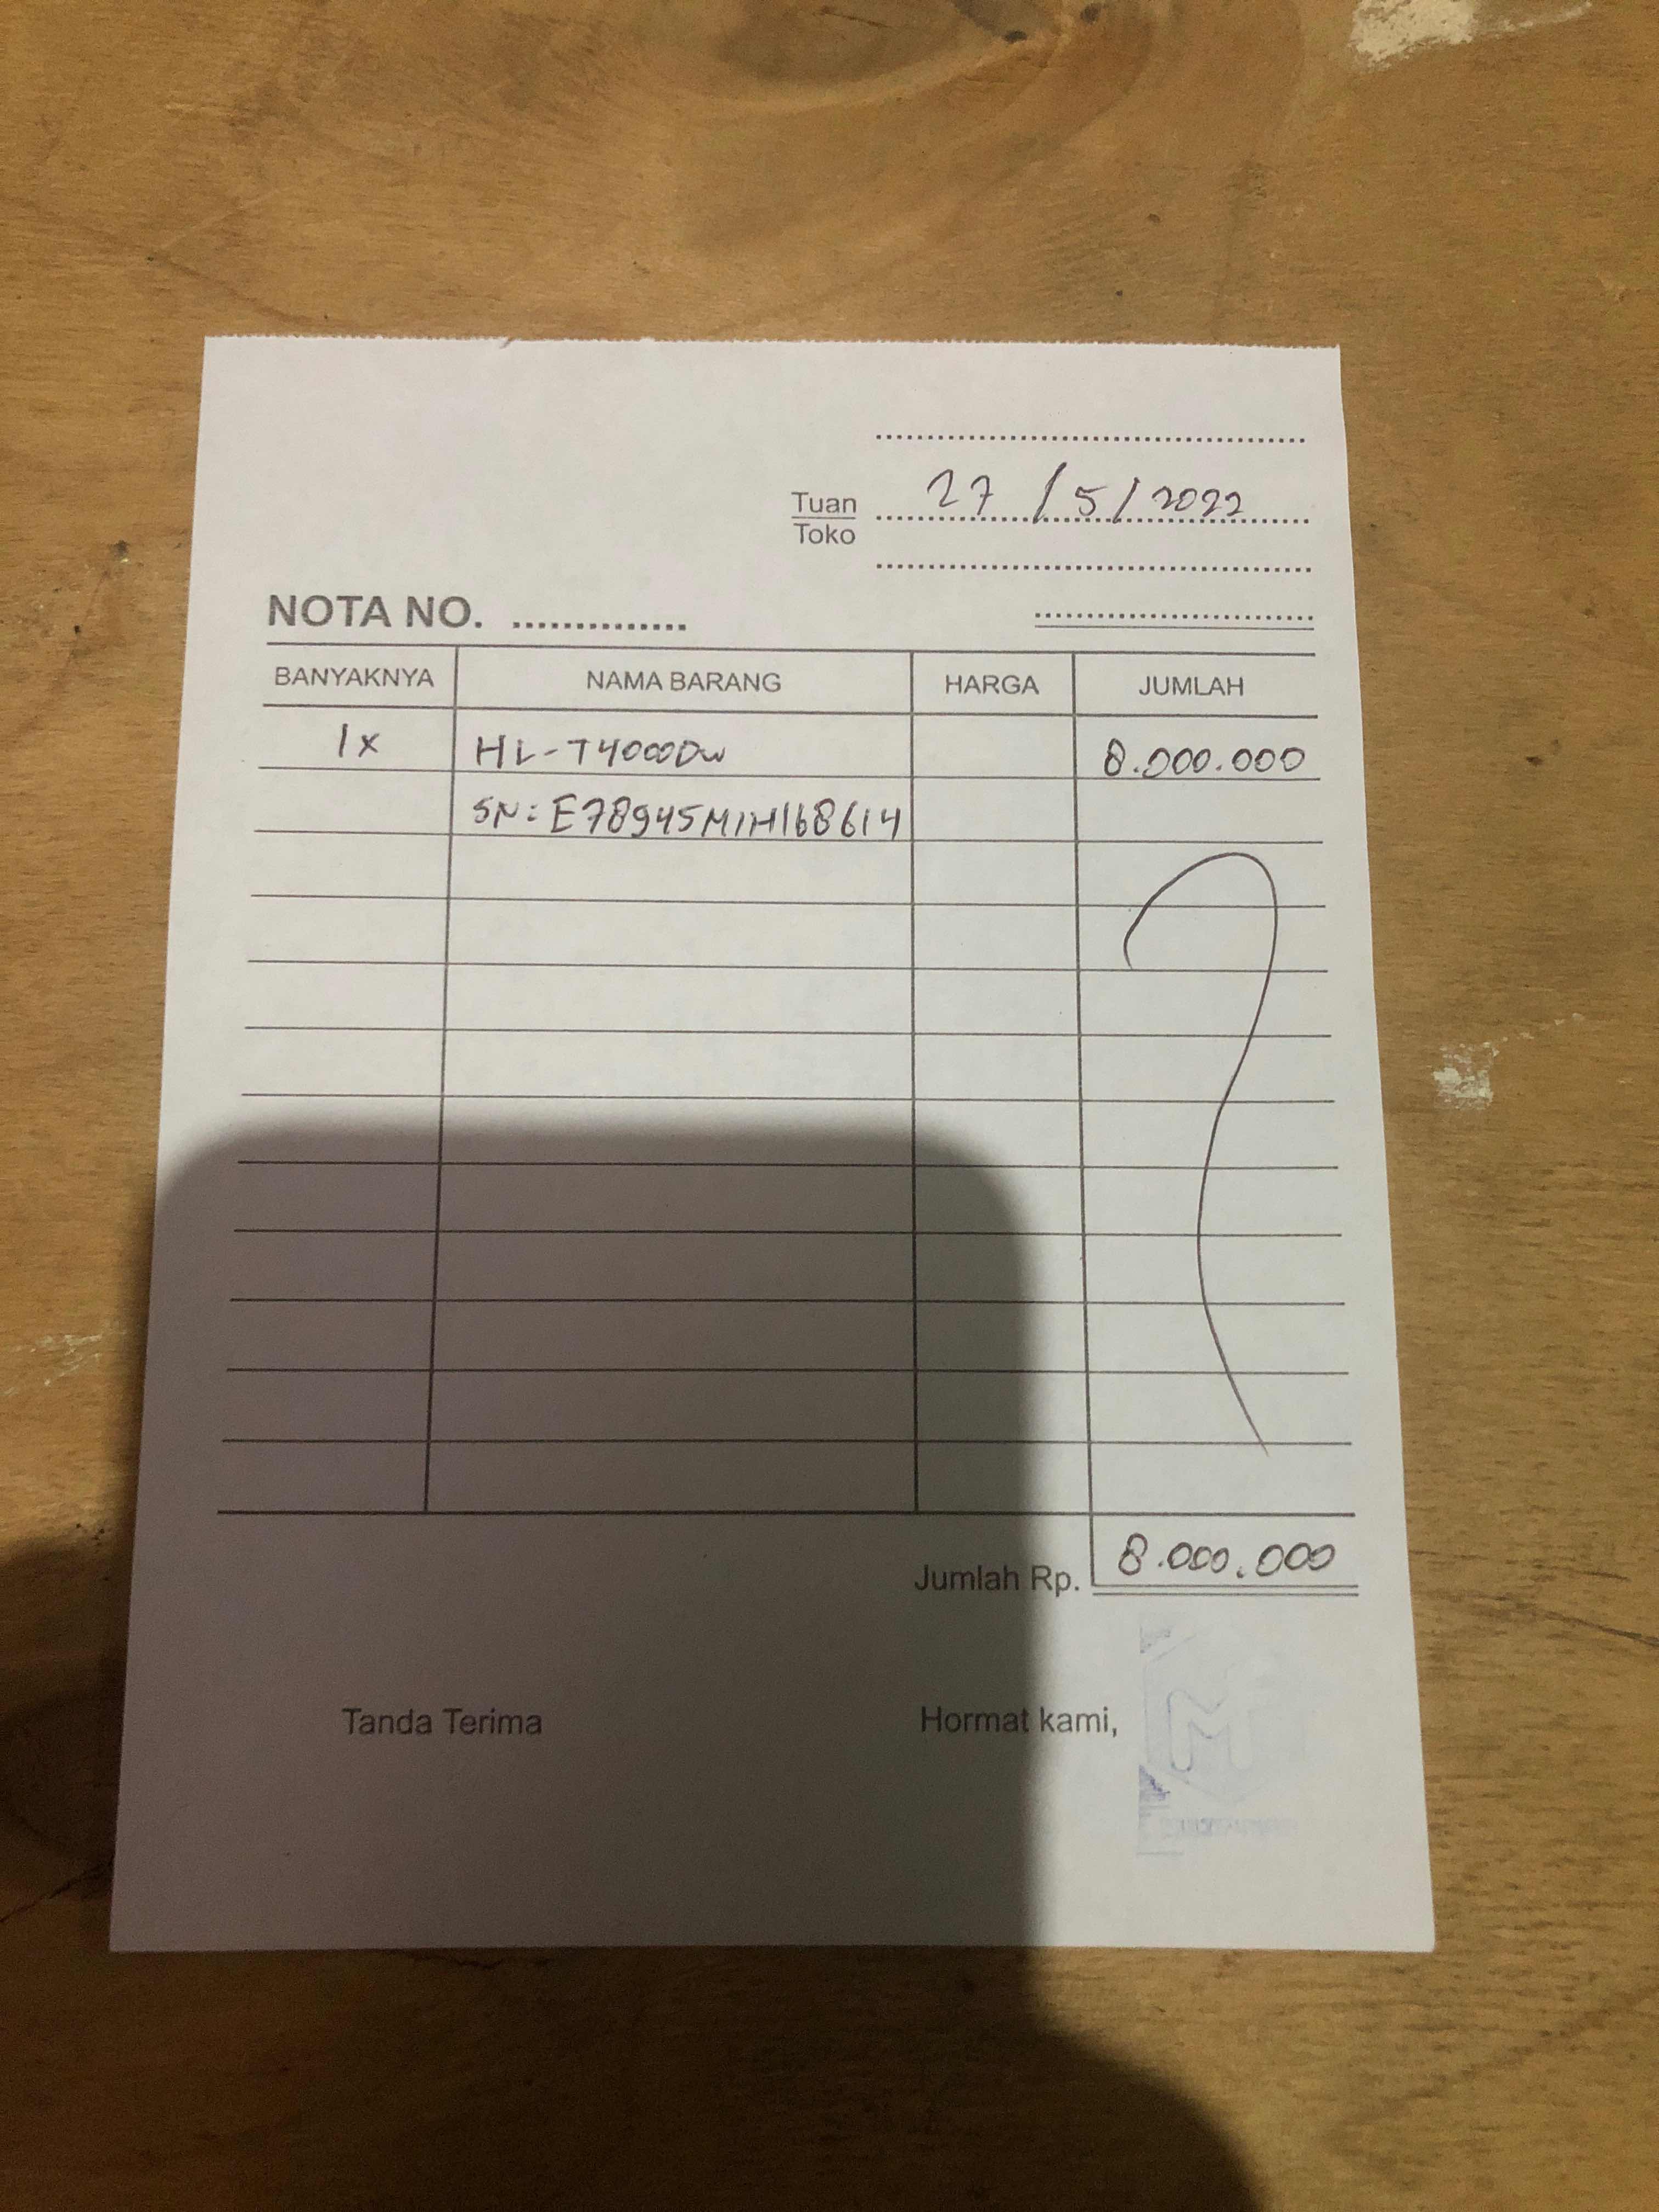 27/5/2022
Tuan
Toko
NOTA NO. ..............
BANYAKNYA NAMA BARANG HARGA JUMLAH
1x HL-T4000DW 8.000.000
SN: E78945M1H168614
Jumlah Rp. 8.000.000
Tanda Terima Hormat kami,
M